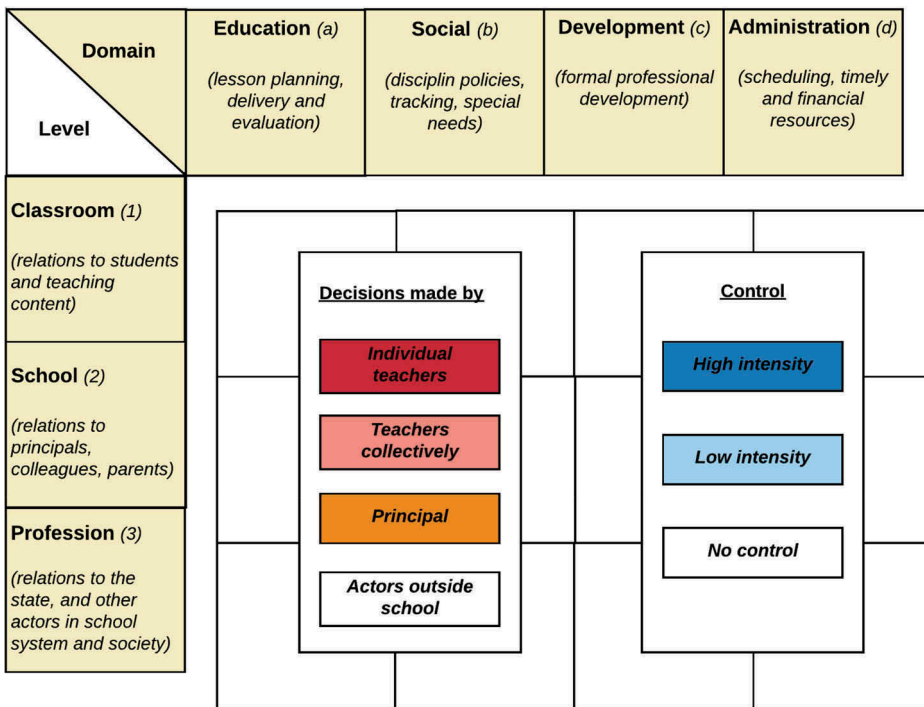 Domain
Level
Education (a)
(lesson planning,
delivery and
evaluation)
Social (b)
(disciplin policies,
tracking, special
needs)
Development (c)
(formal professional
development)
Administration (d)
(scheduling, timely
and financial
resources)
Classroom (1)
(relations to students
and teaching
content)
School (2)
(relations to
principals,
colleagues, parents)
Profession (3)
(relations to the
state, and other
actors in school
system and society)
Decisions made by
Individual
teachers
Teachers
collectively
Principal
Actors outside
school
Control
High intensity
Low intensity
No control